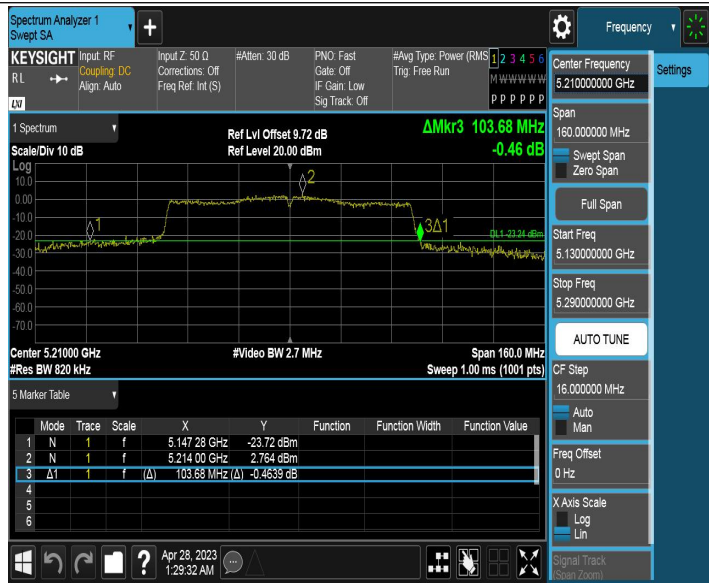 Spectrum Analyzer 1
Swept SA
Frequency
KEYSIGHT Input: RF Input Z: 50 Ω #Atten: 30 dB PNO: Fast #Avg Type: Power (RMS 1 2 3 4 5 6
RL Coupling: DC Corrections: Off Gate: Off Trig: Free Run
Align: Auto Freq Ref: Int (S) IF Gain: Low M W W W W W
LXI Sig Track: Off P P P P P P
1 Spectrum
Ref Lvl Offset 9.72 dB ΔMkr3 103.68 MHz
Scale/Div 10 dB Ref Level 20.00 dBm -0.46 dB
Log
10.0
0.00
-10.0
-20.0
-30.0
-40.0
-50.0
-60.0
-70.0
1
2
3Δ1
DL1 -23.24 dBm
Center 5.21000 GHz #Video BW 2.7 MHz Span 160.0 MHz
#Res BW 820 kHz Sweep 1.00 ms (1001 pts)
5 Marker Table
Mode Trace Scale X Y Function Function Width Function Value
1 N 1 f 5.147 28 GHz -23.72 dBm
2 N 1 f 5.214 00 GHz 2.764 dBm
3 Δ1 1 f (Δ) 103.68 MHz (Δ) -0.4639 dB
4
5
6
Apr 28, 2023
1:29:32 AM
Center Frequency
5.210000000 GHz
Settings
Span
160.000000 MHz
Swept Span
Zero Span
Full Span
Start Freq
5.130000000 GHz
Stop Freq
5.290000000 GHz
AUTO TUNE
CF Step
16.000000 MHz
Auto
Man
Freq Offset
0 Hz
X Axis Scale
Log
Lin
Signal Track
(Span Zoom)